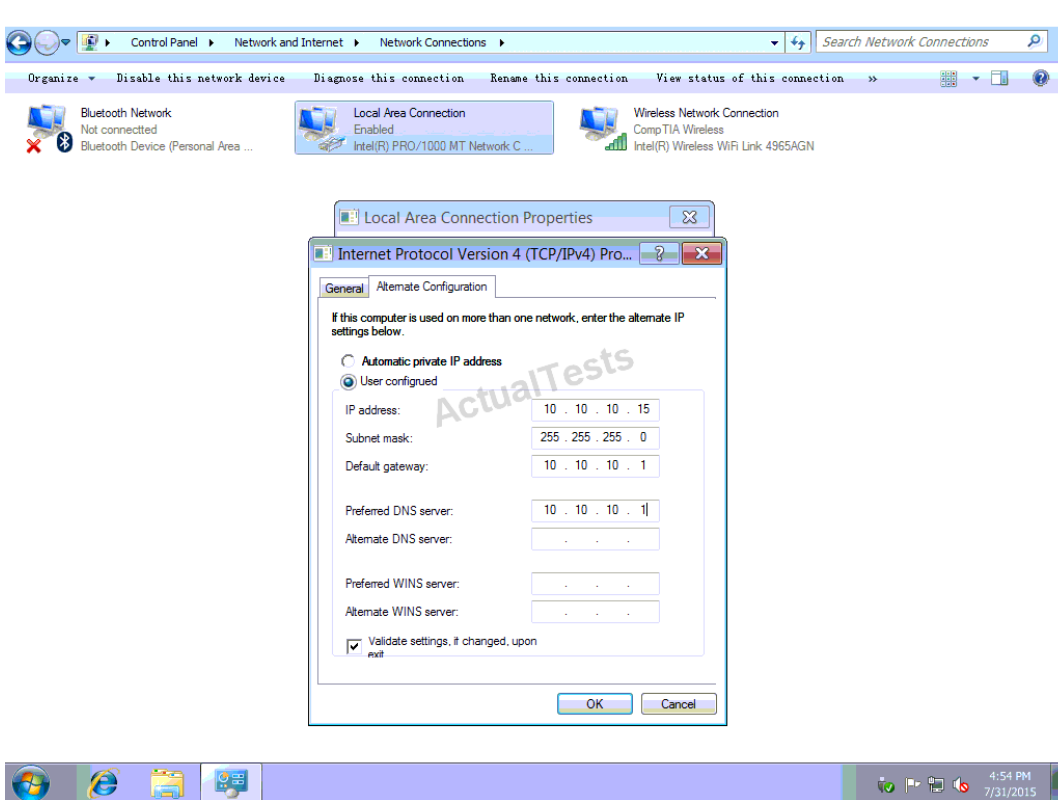 Control Panel Network and Internet Network Connections Search Network Connections
Organize Disable this network device Diagnose this connection Rename this connection View status of this connection »
Bluetooth Network
Not connectted
Bluetooth Device (Personal Area ...
Local Area Connection
Enabled
Intel(R) PRO/1000 MT Network C ...
Wireless Network Connection
CompTIA Wireless
Intel(R) Wireless WiFi Link 4965AGN
Local Area Connection Properties
Internet Protocol Version 4 (TCP/IPv4) Pro... ?
General Alternate Configuration
If this computer is used on more than one network, enter the alternate IP
settings below.
Automatic private IP address
User configrued
ActualTests
IP address: 10 . 10 . 10 . 15
Subnet mask: 255 . 255 . 255 . 0
Default gateway: 10 . 10 . 10 . 1
Preferred DNS server: 10 . 10 . 10 . 1
Alternate DNS server: . . .
Preferred WINS server: . . .
Alternate WINS server: . . .
Validate settings, if changed, upon
exit
OK Cancel
4:54 PM
7/31/2015